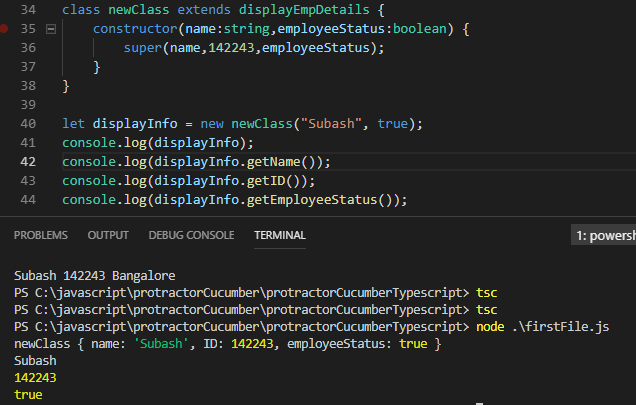 34 class newClass extends displayEmpDetails {
35 constructor(name:string,employeeStatus:boolean) {
36 super(name,142243,employeeStatus);
37 }
38 }
39
40 let displayInfo = new newClass("Subash", true);
41 console.log(displayInfo);
42 console.log(displayInfo.getName());
43 console.log(displayInfo.getID());
44 console.log(displayInfo.getEmployeeStatus());
PROBLEMS OUTPUT DEBUG CONSOLE TERMINAL 1: powersh
Subash 142243 Bangalore
PS C:\javascript\protractorCucumber\protractorCucumberTypescript> tsc
PS C:\javascript\protractorCucumber\protractorCucumberTypescript> tsc
PS C:\javascript\protractorCucumber\protractorCucumberTypescript> node .\firstFile.js
newClass { name: 'Subash', ID: 142243, employeeStatus: true }
Subash
142243
true